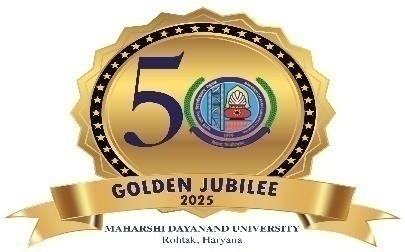 50
GOLDEN JUBILEE
2025
MAHARSHI DAYANAND UNIVERSITY
Rohtak, Haryana